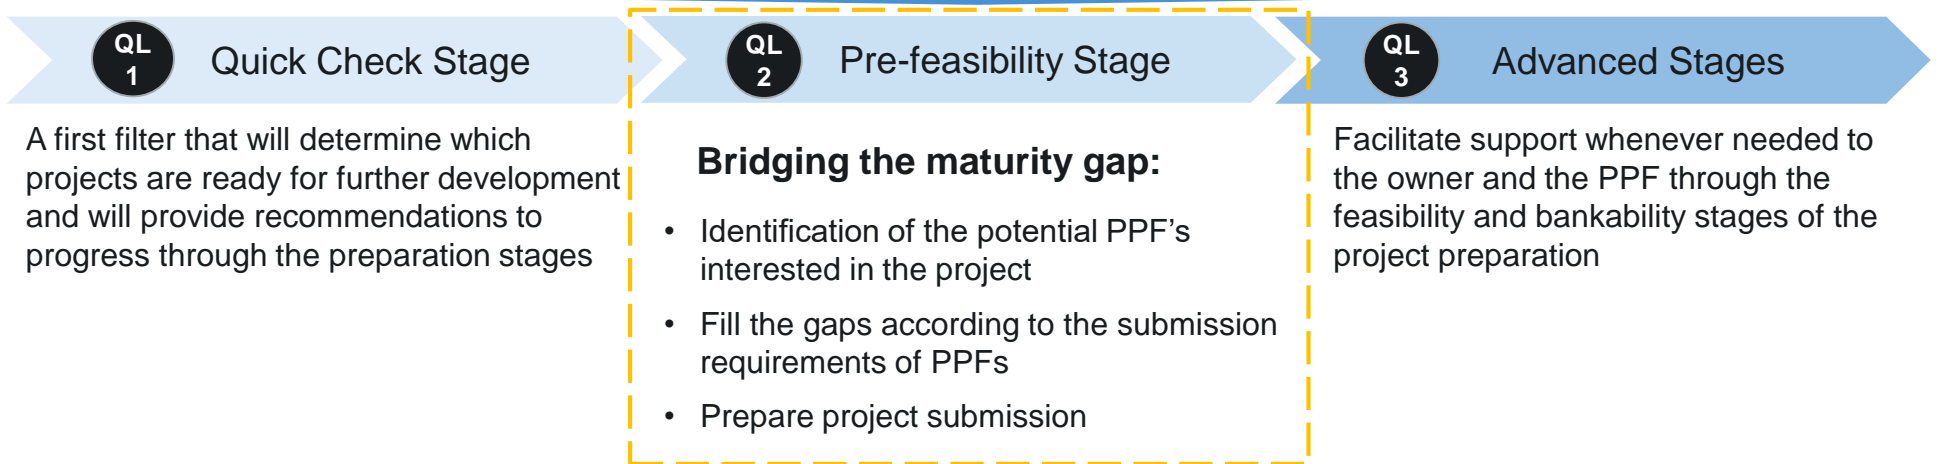 QL
1
Quick Check Stage
A first filter that will determine which
projects are ready for further development
and will provide recommendations to
progress through the preparation stages
QL
2
Pre-feasibility Stage
Bridging the maturity gap:
• Identification of the potential PPF’s
interested in the project
• Fill the gaps according to the submission
requirements of PPFs
• Prepare project submission
QL
3
Advanced Stages
Facilitate support whenever needed to
the owner and the PPF through the
feasibility and bankability stages of the
project preparation